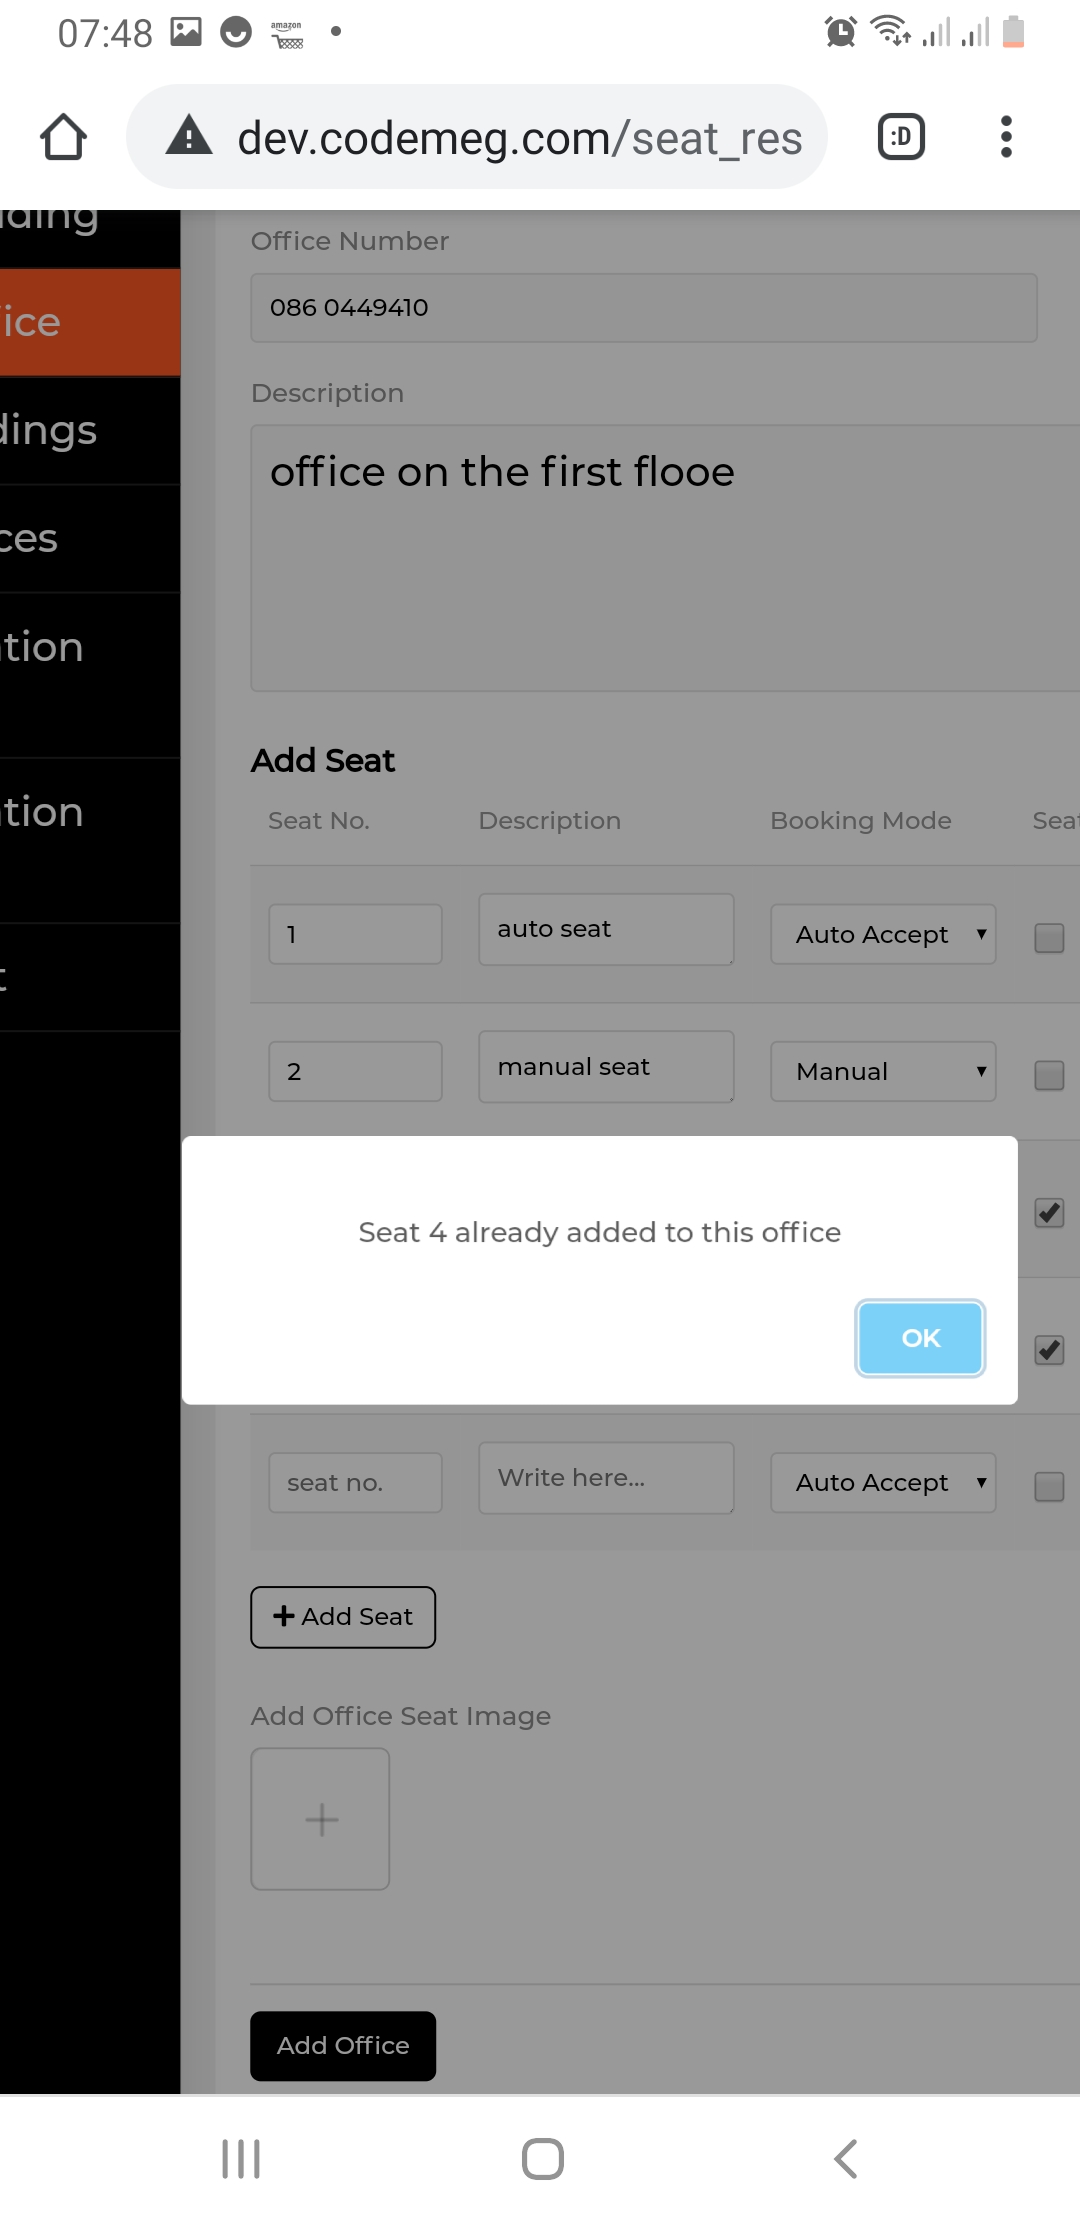 07:48
amazon
dev.codemeg.com/seat_res
:D
lding
ice
dings
ces
tion
tion
t
Office Number
086 0449410
Description
office on the first flooe
Add Seat
Seat No. Description Booking Mode Seat
1 auto seat Auto Accept
2 manual seat Manual
Seat 4 already added to this office
OK
seat no. Write here... Auto Accept
Add Seat
Add Office Seat Image
Add Office